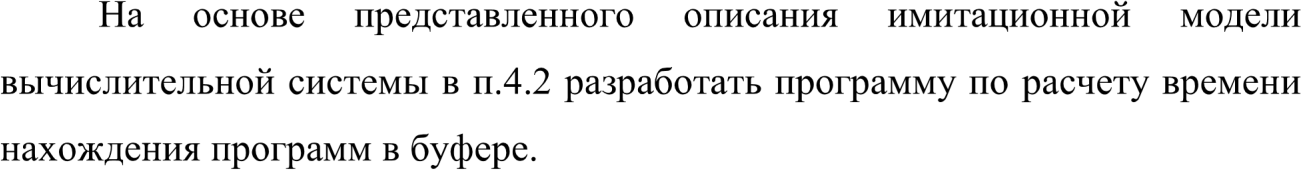 На основе представленного описания имитационной модели
вычислительной системы в п.4.2 разработать программу по расчету времени
нахождения программ в буфере.